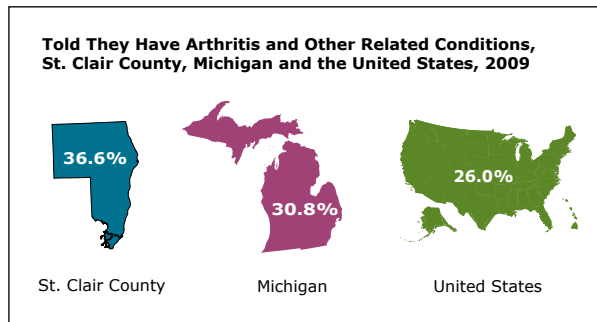 Told They Have Arthritis and Other Related Conditions,
St. Clair County, Michigan and the United States, 2009
36.6%
30.8%
26.0%
St. Clair County
Michigan
United States